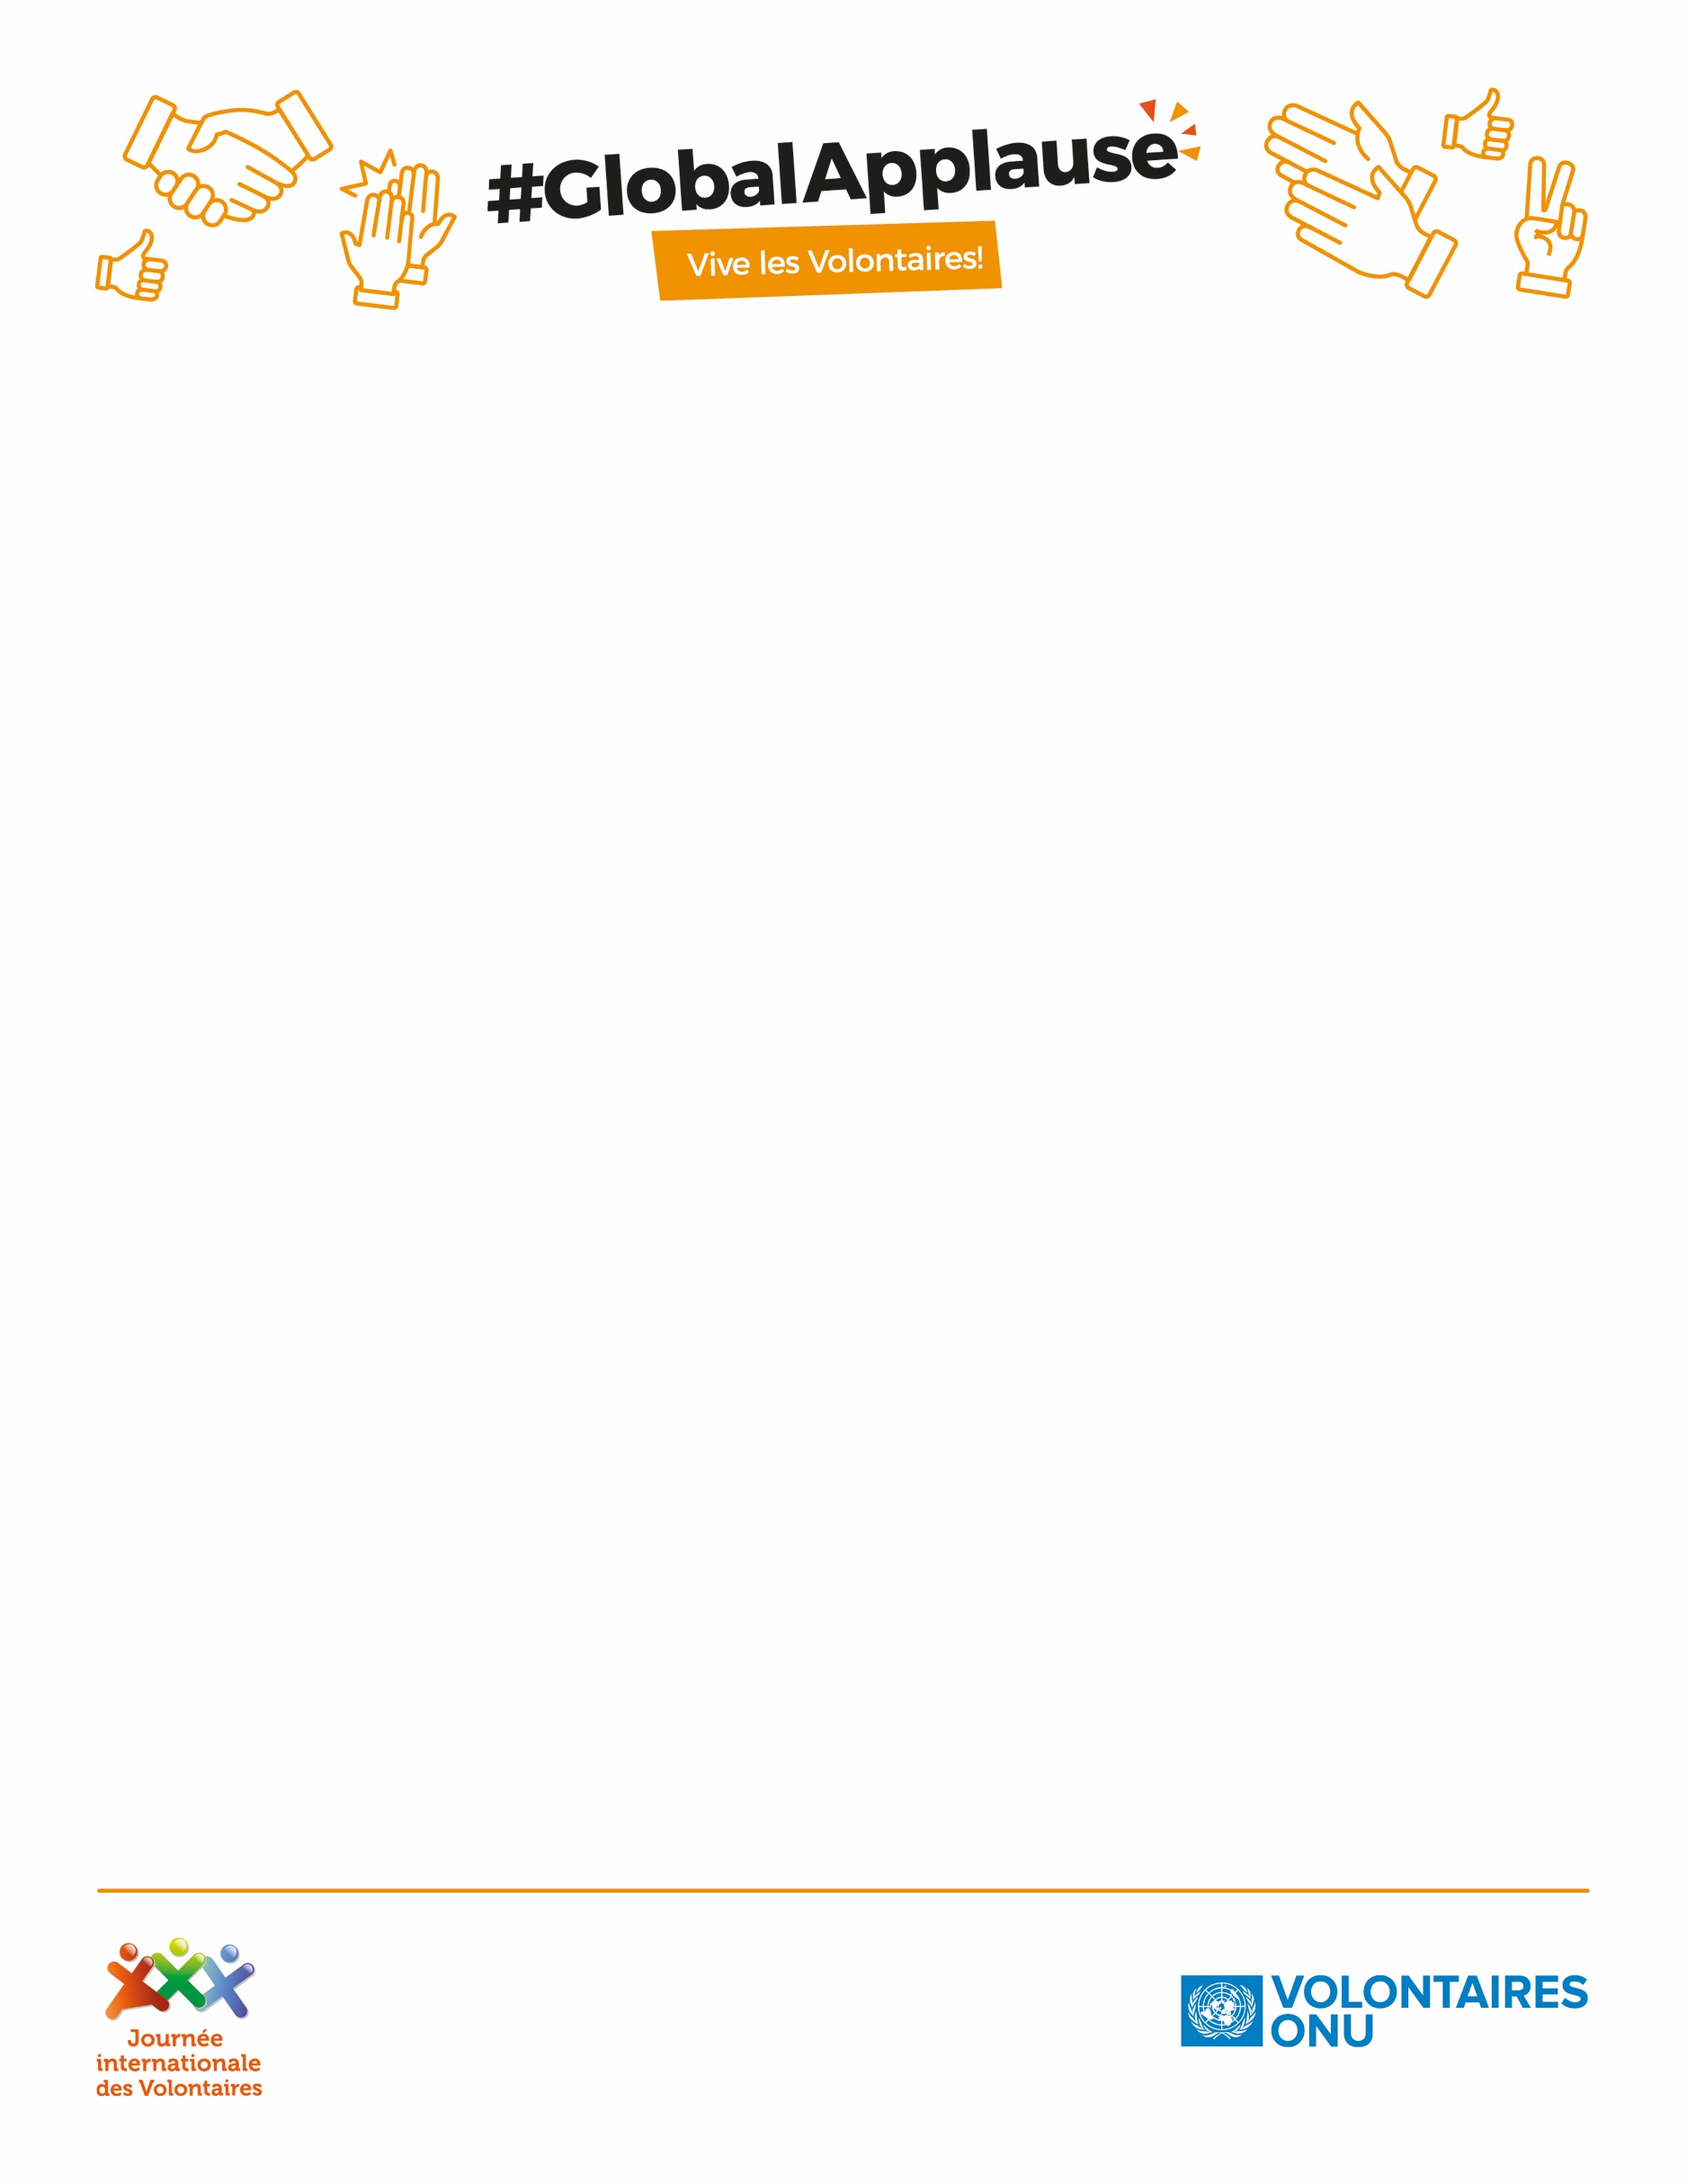 #GlobalApplause
Vive les Volontaires!
Journée
internationale
des Volontaires
VOLONTAIRES
ONU